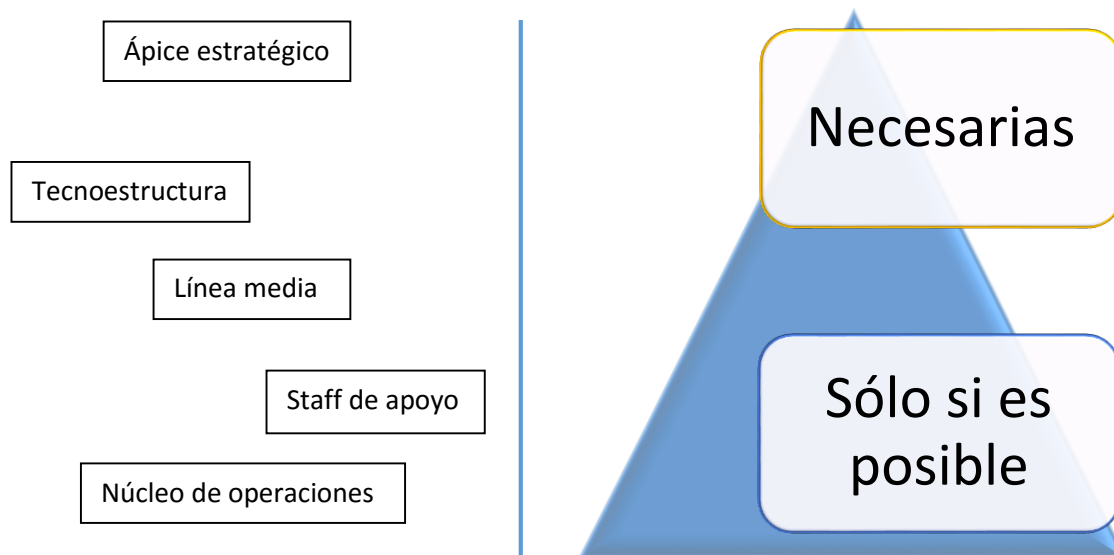 Ápice estratégico
Tecnoestructura
Línea media
Staff de apoyo
Núcleo de operaciones
Necesarias
Sólo si es
posible